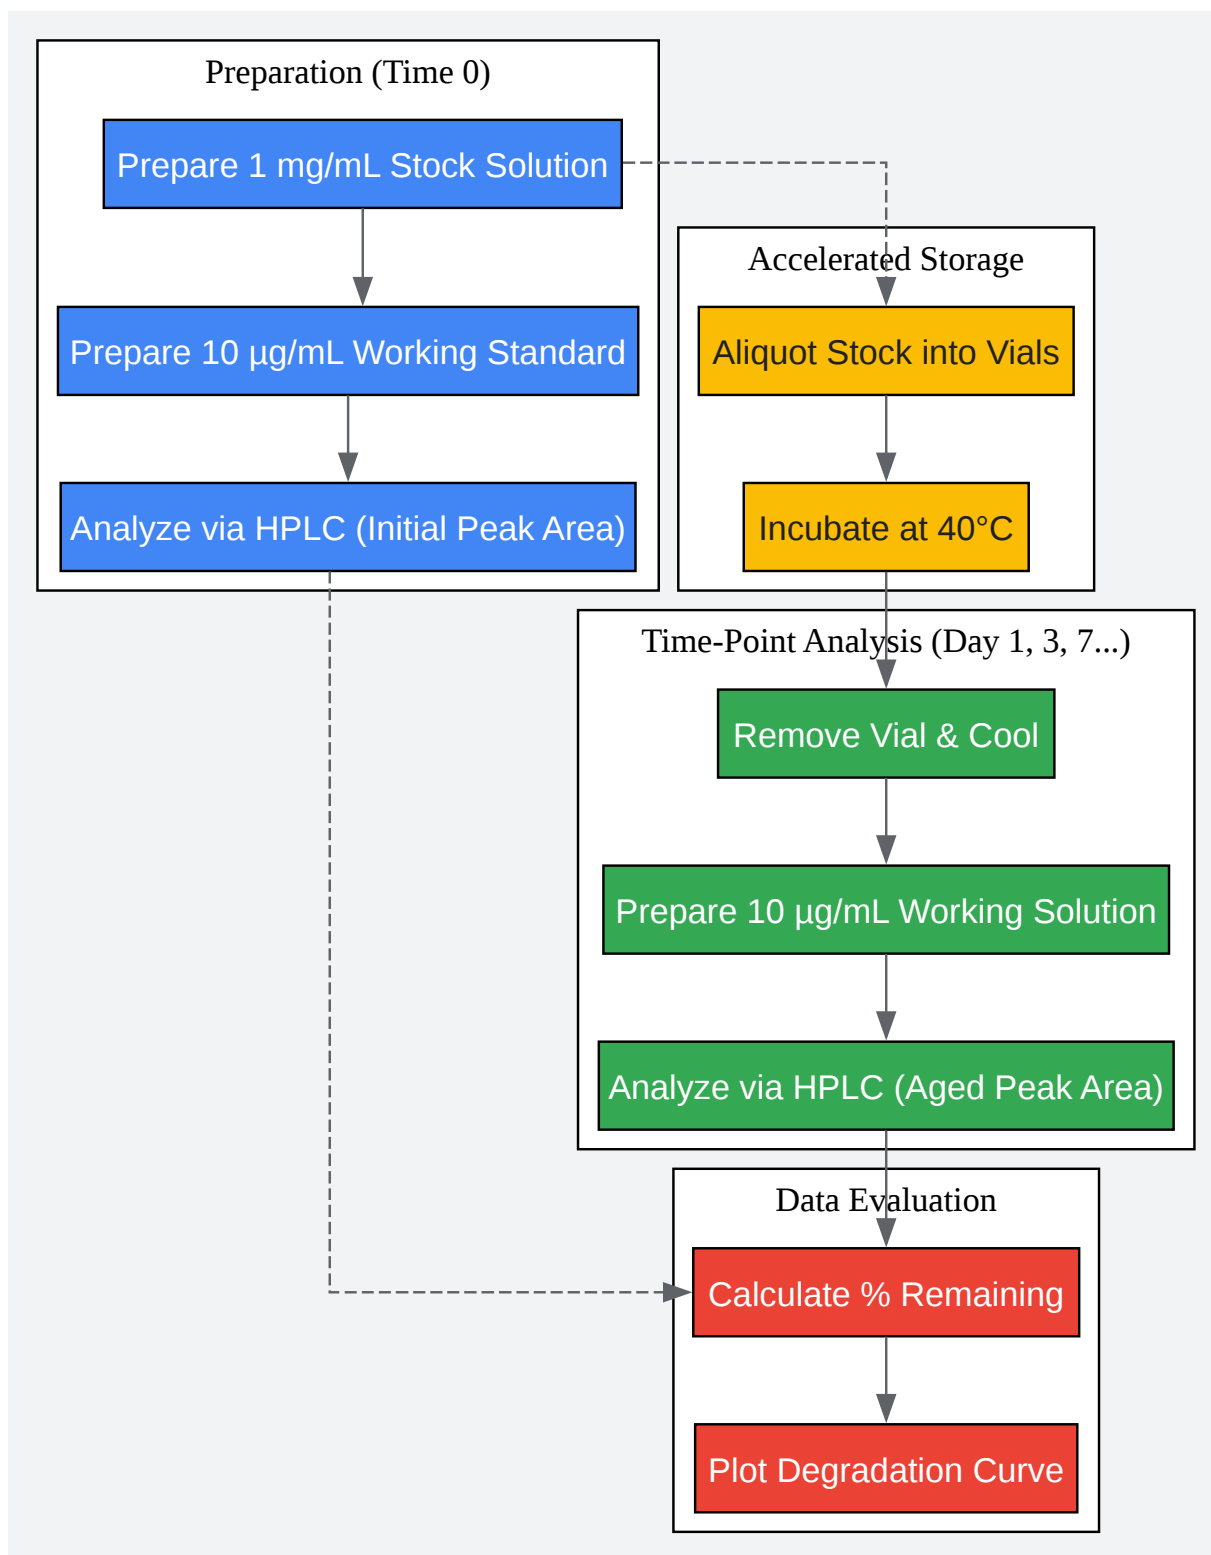 Preparation (Time 0)
Prepare 1 mg/mL Stock Solution
Prepare 10 µg/mL Working Standard
Analyze via HPLC (Initial Peak Area)
Accelerated Storage
Aliquot Stock into Vials
Incubate at 40°C
Time-Point Analysis (Day 1, 3, 7...)
Remove Vial & Cool
Prepare 10 µg/mL Working Solution
Analyze via HPLC (Aged Peak Area)
Data Evaluation
Calculate % Remaining
Plot Degradation Curve